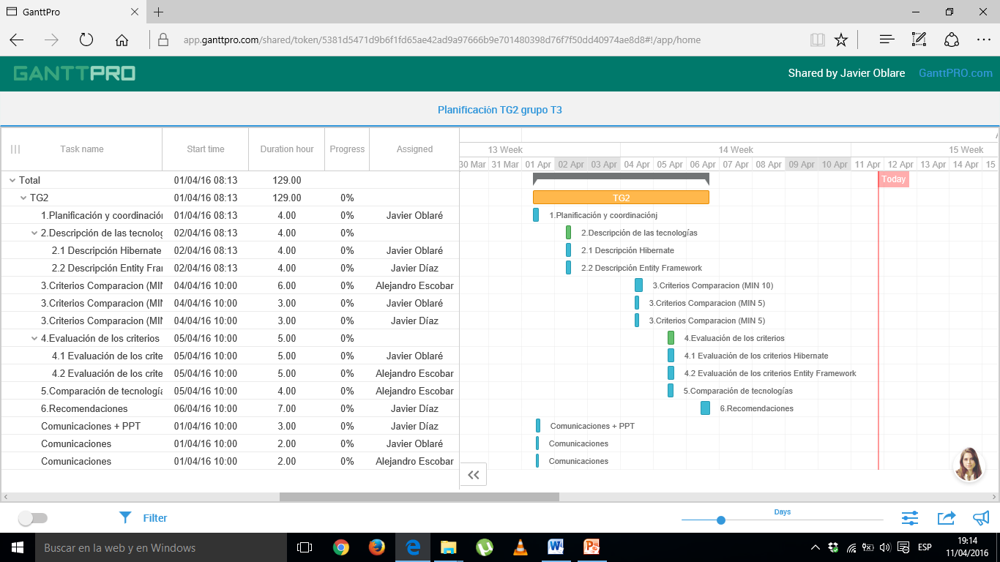 GanttPro
app.ganttpro.com/shared/token/5381d5471d9b6f1fd65ae42ad9a97666b9e701480398d76f7f50dd40974ae8d8#!/app/home
GANTTPRO Shared by Javier Oblare GanttPRO.com
Planificación TG2 grupo T3
Task name Start time Duration hour Progress Assigned
13 Week 14 Week 15 Week
30 Mar 31 Mar 01 Apr 02 Apr 03 Apr 04 Apr 05 Apr 06 Apr 07 Apr 08 Apr 09 Apr 10 Apr 11 Apr 12 Apr 13 Apr 14 Apr 15
Total 01/04/16 08:13 129.00 Today
TG2 01/04/16 08:13 129.00 0% TG2
1.Planificación y coordinación 01/04/16 08:13 4.00 0% Javier Oblaré 1.Planificación y coordinaciónj
2.Descripción de las tecnolog 02/04/16 08:13 4.00 0% 2.Descripción de las tecnologías
2.1 Descripción Hibernate 02/04/16 08:13 4.00 0% Javier Oblaré 2.1 Descripción Hibernate
2.2 Descripción Entity Fra 02/04/16 08:13 4.00 0% Javier Díaz 2.2 Descripción Entity Framework
3.Criterios Comparacion (MIN 04/04/16 10:00 6.00 0% Alejandro Escobar 3.Criterios Comparacion (MIN 10)
3.Criterios Comparacion (MIN 04/04/16 10:00 3.00 0% Javier Oblaré 3.Criterios Comparacion (MIN 5)
3.Criterios Comparacion (MIN 04/04/16 10:00 3.00 0% Javier Díaz 3.Criterios Comparacion (MIN 5)
4.Evaluación de los criterios 05/04/16 10:00 5.00 0% 4.Evaluación de los criterios
4.1 Evaluación de los crite 05/04/16 10:00 5.00 0% Javier Oblaré 4.1 Evaluación de los criterios Hibernate
4.2 Evaluación de los crite 05/04/16 10:00 5.00 0% Alejandro Escobar 4.2 Evaluación de los criterios Entity Framework
5.Comparación de tecnología 05/04/16 10:00 4.00 0% Alejandro Escobar 5.Comparación de tecnologías
6.Recomendaciones 06/04/16 10:00 7.00 0% Javier Díaz 6.Recomendaciones
Comunicaciones + PPT 01/04/16 10:00 3.00 0% Javier Díaz Comunicaciones + PPT
Comunicaciones 01/04/16 10:00 2.00 0% Javier Oblaré Comunicaciones
Comunicaciones 01/04/16 10:00 2.00 0% Alejandro Escobar Comunicaciones
Filter Days
Buscar en la web y en Windows ESP 19:14
11/04/2016